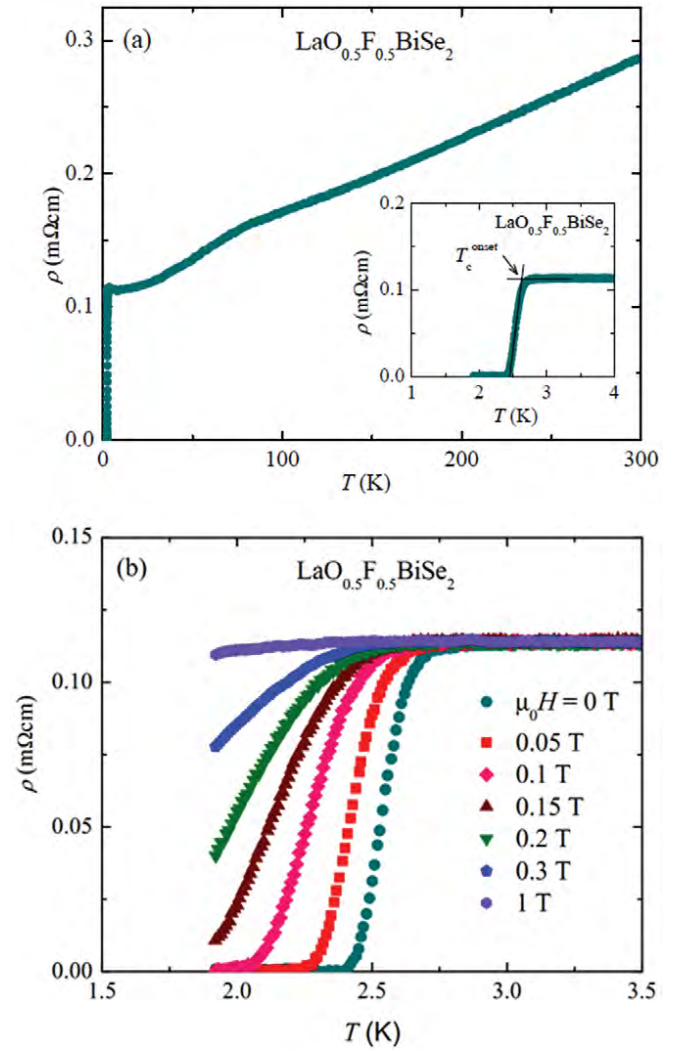 (a) LaO0.5F0.5BiSe2
0.3
0.2
0.1
0.0
ρ (mΩcm)
0 100 200 300
T (K)
LaO0.5F0.5BiSe2
Tc onset
0.2
0.1
0.0
ρ (mΩcm)
1 2 3 4
T (K)
(b) LaO0.5F0.5BiSe2
0.15
0.10
0.05
0.00
ρ (mΩcm)
μ0H = 0 T
0.05 T
0.1 T
0.15 T
0.2 T
0.3 T
1 T
1.5 2.0 2.5 3.0 3.5
T (K)